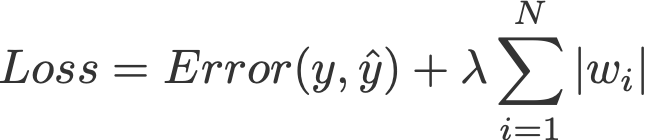 Loss = Error(y, ŷ) + λ ∑_{i=1}^{N} |w_i|